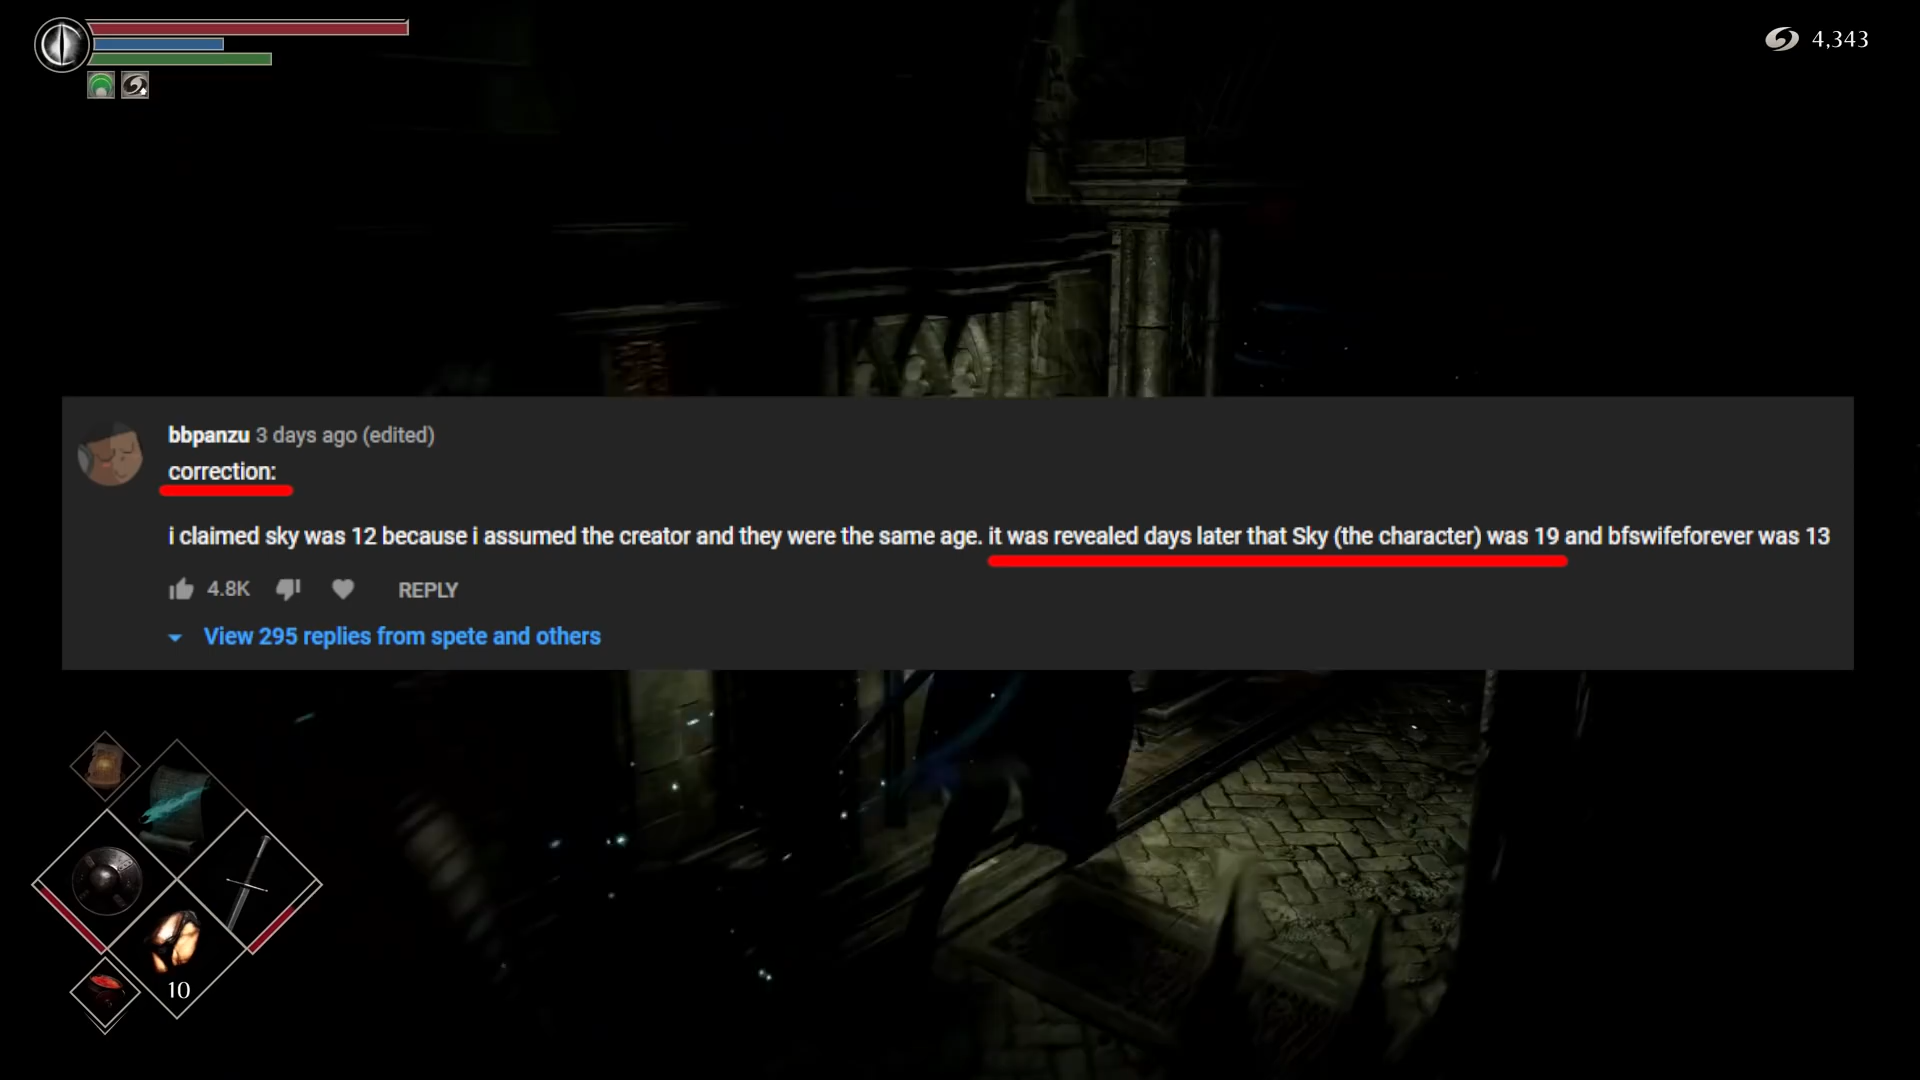 4,343
bbpanzu 3 days ago (edited)
correction:
i claimed sky was 12 because i assumed the creator and they were the same age. it was revealed days later that Sky (the character) was 19 and bfswifeforever was 13
4.8K REPLY
View 295 replies from spete and others
10